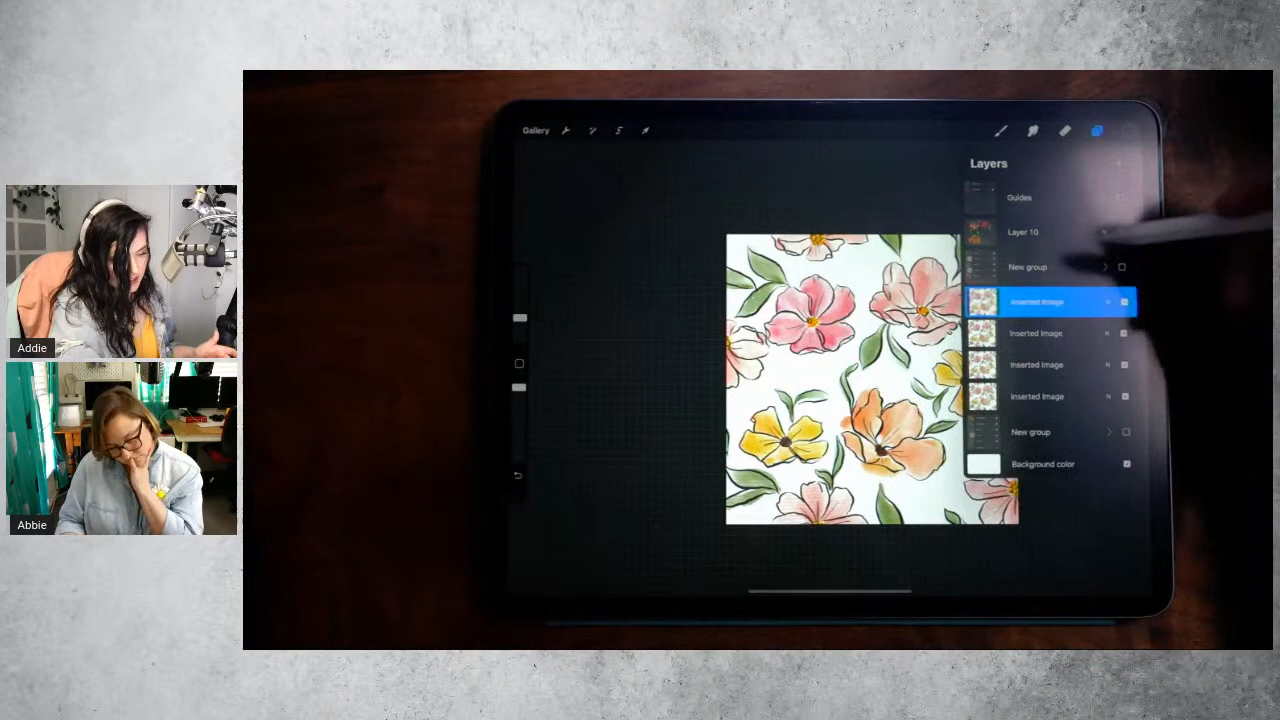 Gallery
Layers
Guides
Layer 10
New group
Inserted Image
Inserted Image
N
Inserted Image
N
Inserted Image
N
New group
Background color
Addie
Abbie